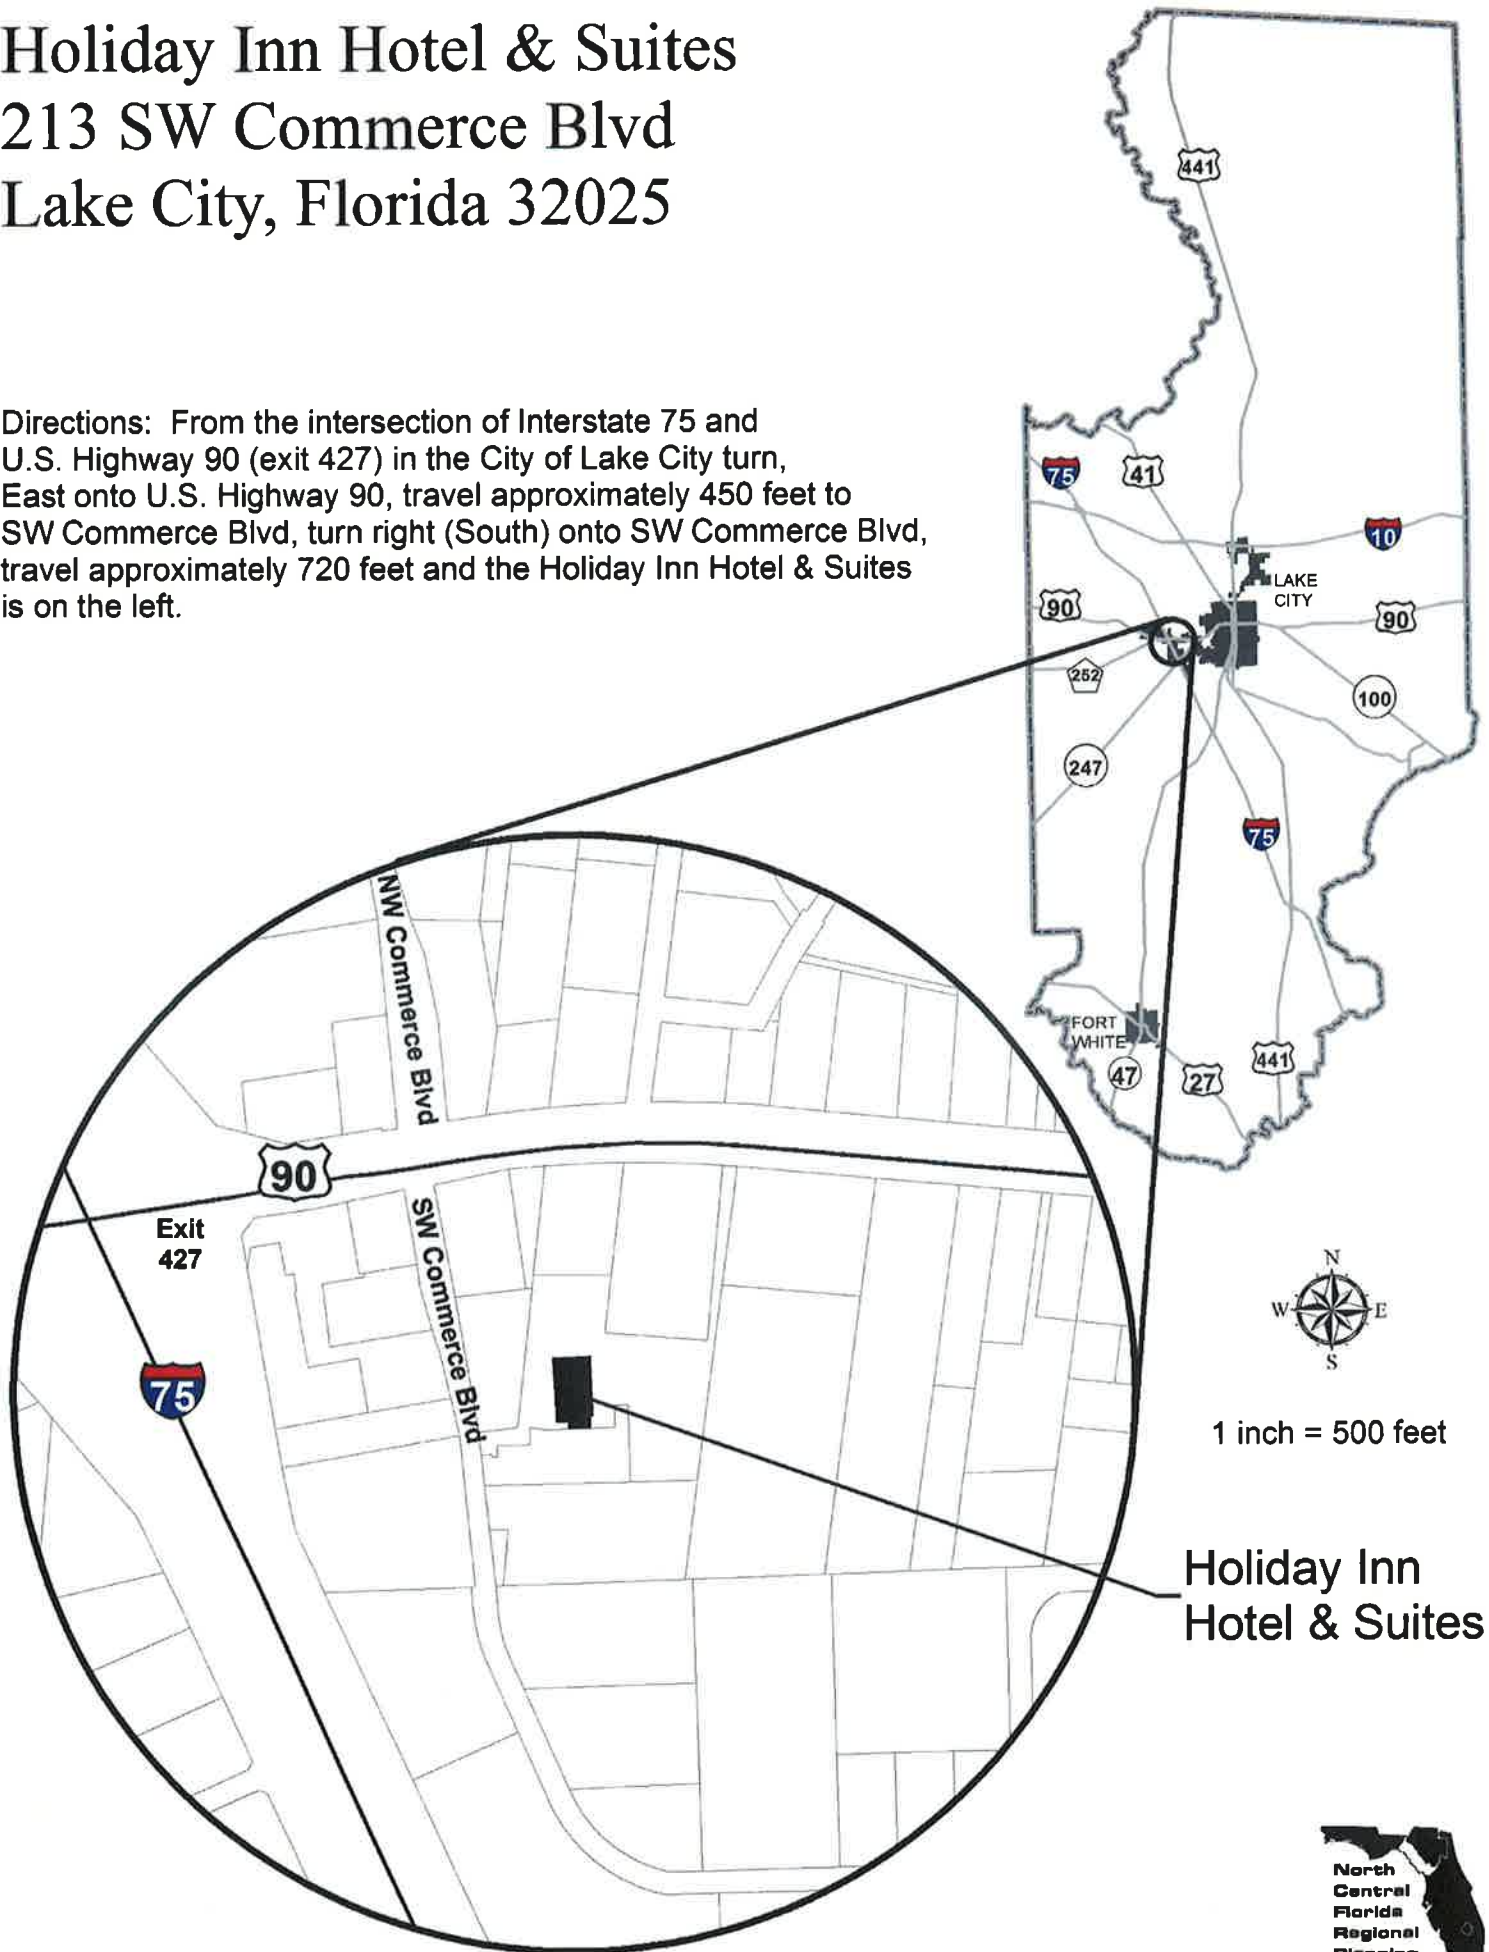 Holiday Inn Hotel & Suites
213 SW Commerce Blvd
Lake City, Florida 32025
Directions: From the intersection of Interstate 75 and
U.S. Highway 90 (exit 427) in the City of Lake City turn,
East onto U.S. Highway 90, travel approximately 450 feet to
SW Commerce Blvd, turn right (South) onto SW Commerce Blvd,
travel approximately 720 feet and the Holiday Inn Hotel & Suites
is on the left.
441
75
41
10
LAKE
CITY
90
90
252
100
247
75
FORT
WHITE
47
27
441
NW Commerce Blvd
90
Exit
427
SW Commerce Blvd
75
N
W
E
S
1 inch = 500 feet
Holiday Inn
Hotel & Suites
North
Central
Florida
Regional
Planning